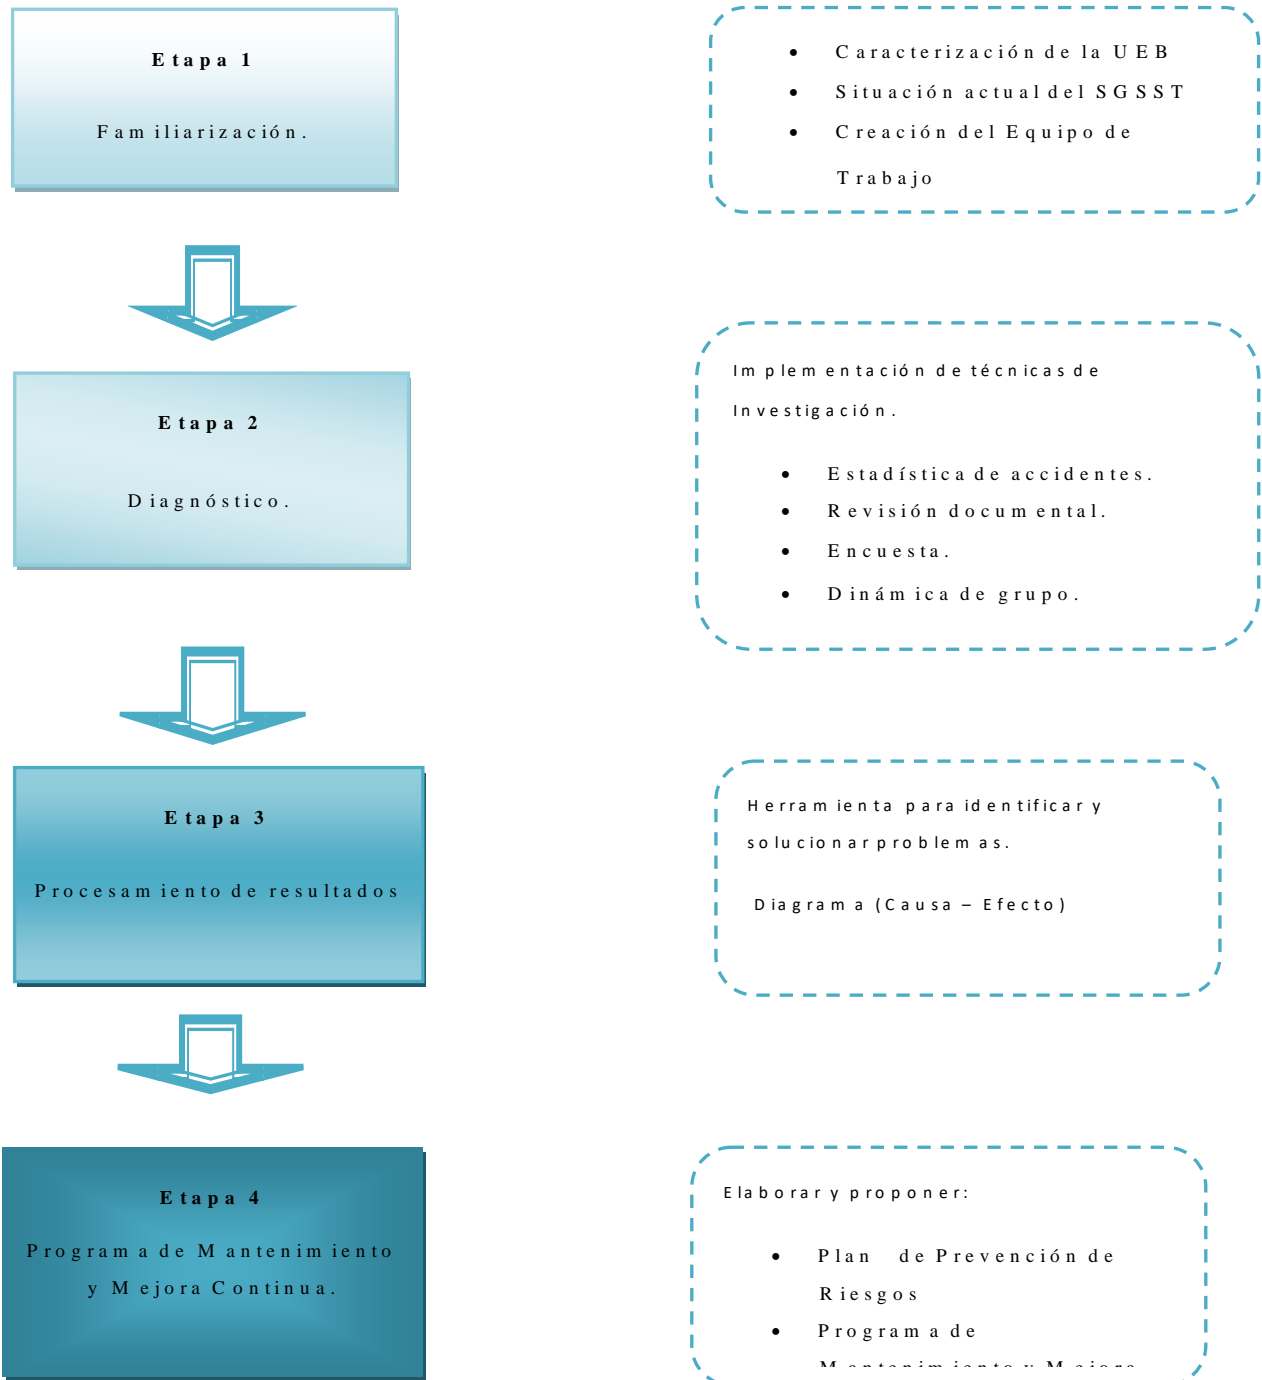 Etapa 1
Familiarización.
• Caracterización de la UEB
• Situación actual del SGSST
• Creación del Equipo de
Trabajo
Etapa 2
Diagnóstico.
Implementación de técnicas de
Investigación.
• Estadística de accidentes.
• Revisión documental.
• Encuesta.
• Dinámica de grupo.
Etapa 3
Procesamiento de resultados
Herramienta para identificar y
solucionar problemas.
Diagrama (Causa – Efecto)
Etapa 4
Programa de Mantenimiento
y Mejora Continua.
Elaborar y proponer:
• Plan de Prevención de
Riesgos
• Programa de
Mantenimiento y Mejora